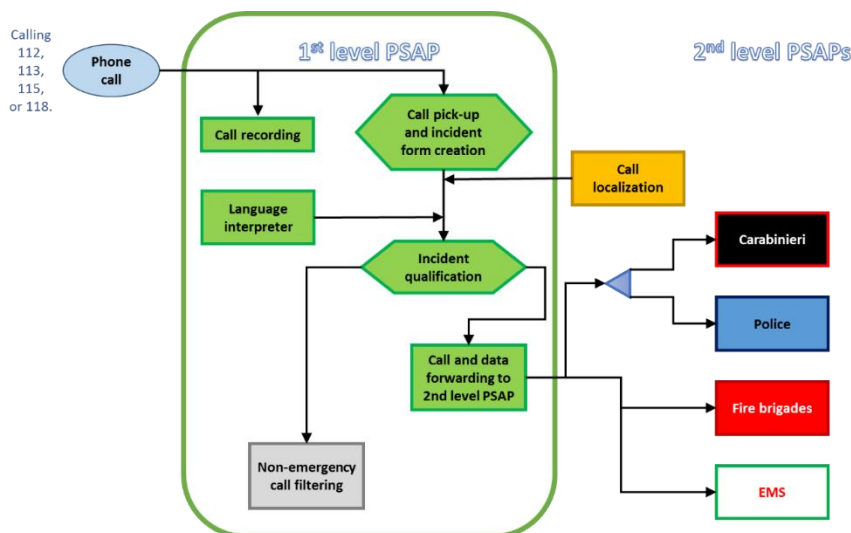 Calling
112,
113,
115,
or 118.
Phone
call
1st level PSAP
2nd level PSAPs
Call recording
Call pick-up
and incident
form creation
Call
localization
Language
interpreter
Incident
qualification
Carabinieri
Police
Call and data
forwarding to
2nd level PSAP
Fire brigades
Non-emergency
call filtering
EMS